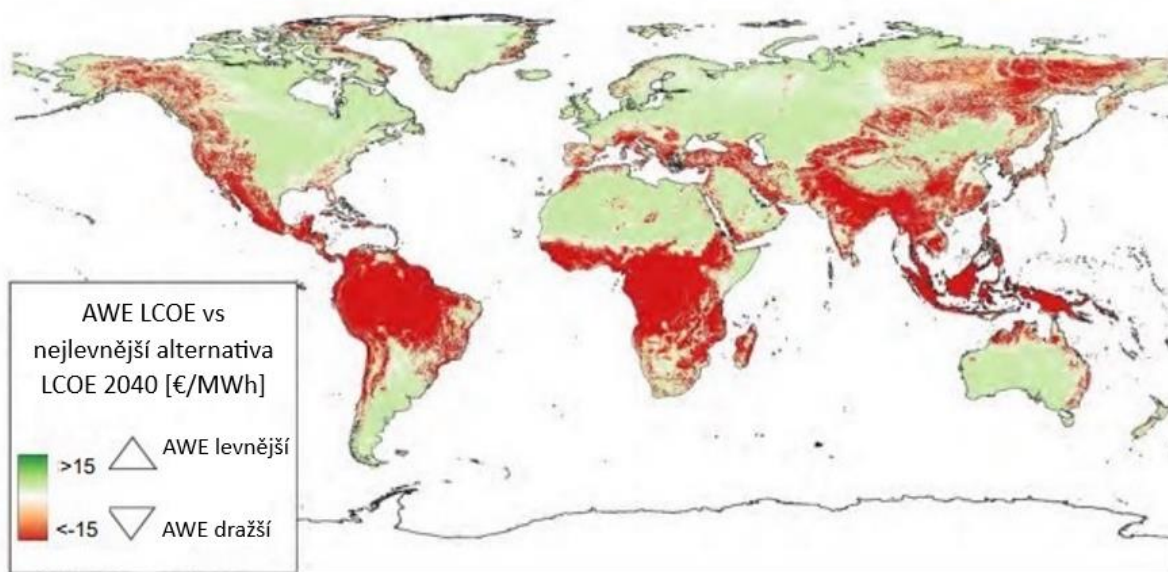 AWE LCOE vs
nejlevnější alternativa
LCOE 2040 [€/MWh]
>15 AWE levnější
<-15 AWE dražší